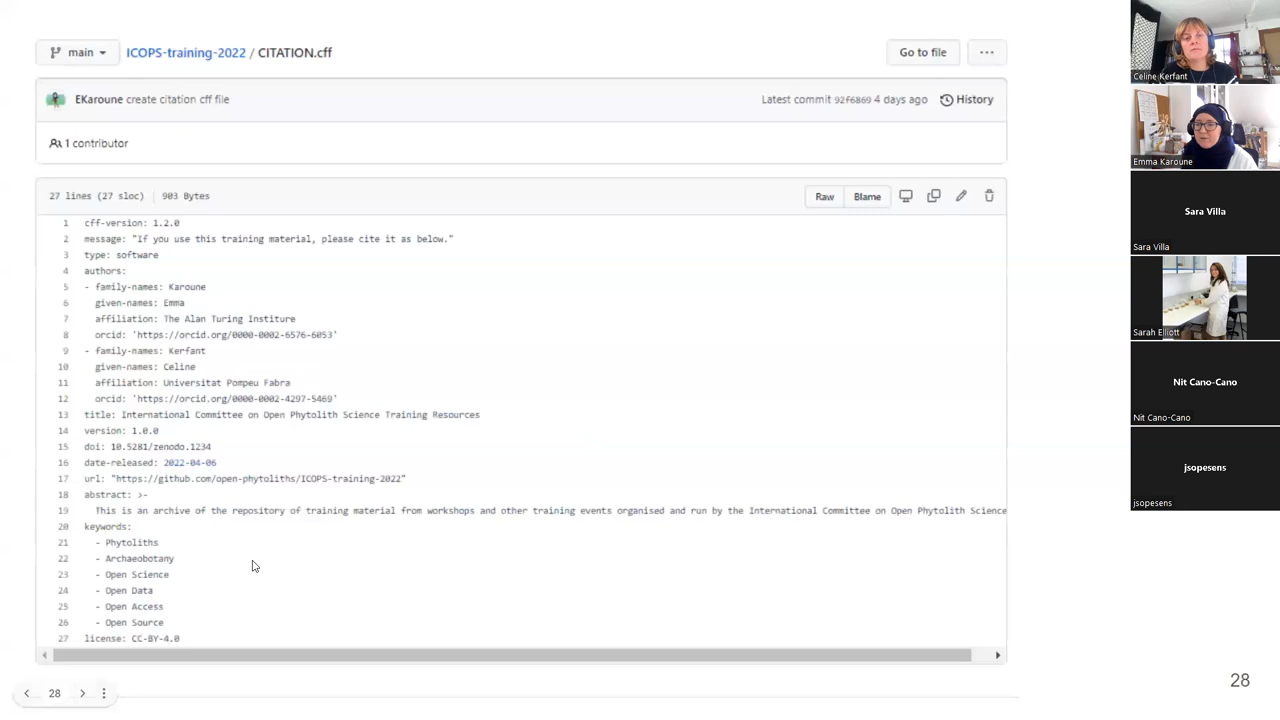 main
ICOPS-training-2022 / CITATION.cff
Go to file
EKaroune create citation cff file
Latest commit 92f6869 4 days ago
History
1 contributor
27 lines (27 sloc) 903 Bytes
Raw
Blame
1 cff-version: 1.2.0
2 message: "If you use this training material, please cite it as below."
3 type: software
4 authors:
5 - family-names: Karoune
6 given-names: Emma
7 affiliation: The Alan Turing Institure
8 orcid: 'https://orcid.org/0000-0002-6576-6053'
9 - family-names: Kerfant
10 given-names: Celine
11 affiliation: Universitat Pompeu Fabra
12 orcid: 'https://orcid.org/0000-0002-4297-5469'
13 title: International Committee on Open Phytolith Science Training Resources
14 version: 1.0.0
15 doi: 10.5281/zenodo.1234
16 date-released: 2022-04-06
17 url: "https://github.com/open-phytoliths/ICOPS-training-2022"
18 abstract: >-
19 This is an archive of the repository of training material from workshops and other training events organised and run by the International Committee on Open Phytolith Science
20 keywords:
21 - Phytoliths
22 - Archaeobotany
23 - Open Science
24 - Open Data
25 - Open Access
26 - Open Source
27 license: CC-BY-4.0
28
28
Celine Kerfant
Emma Karoune
Sara Villa
Sara Villa
Sarah Elliott
Nit Cano-Cano
Nit Cano-Cano
jsopesens
jsopesens